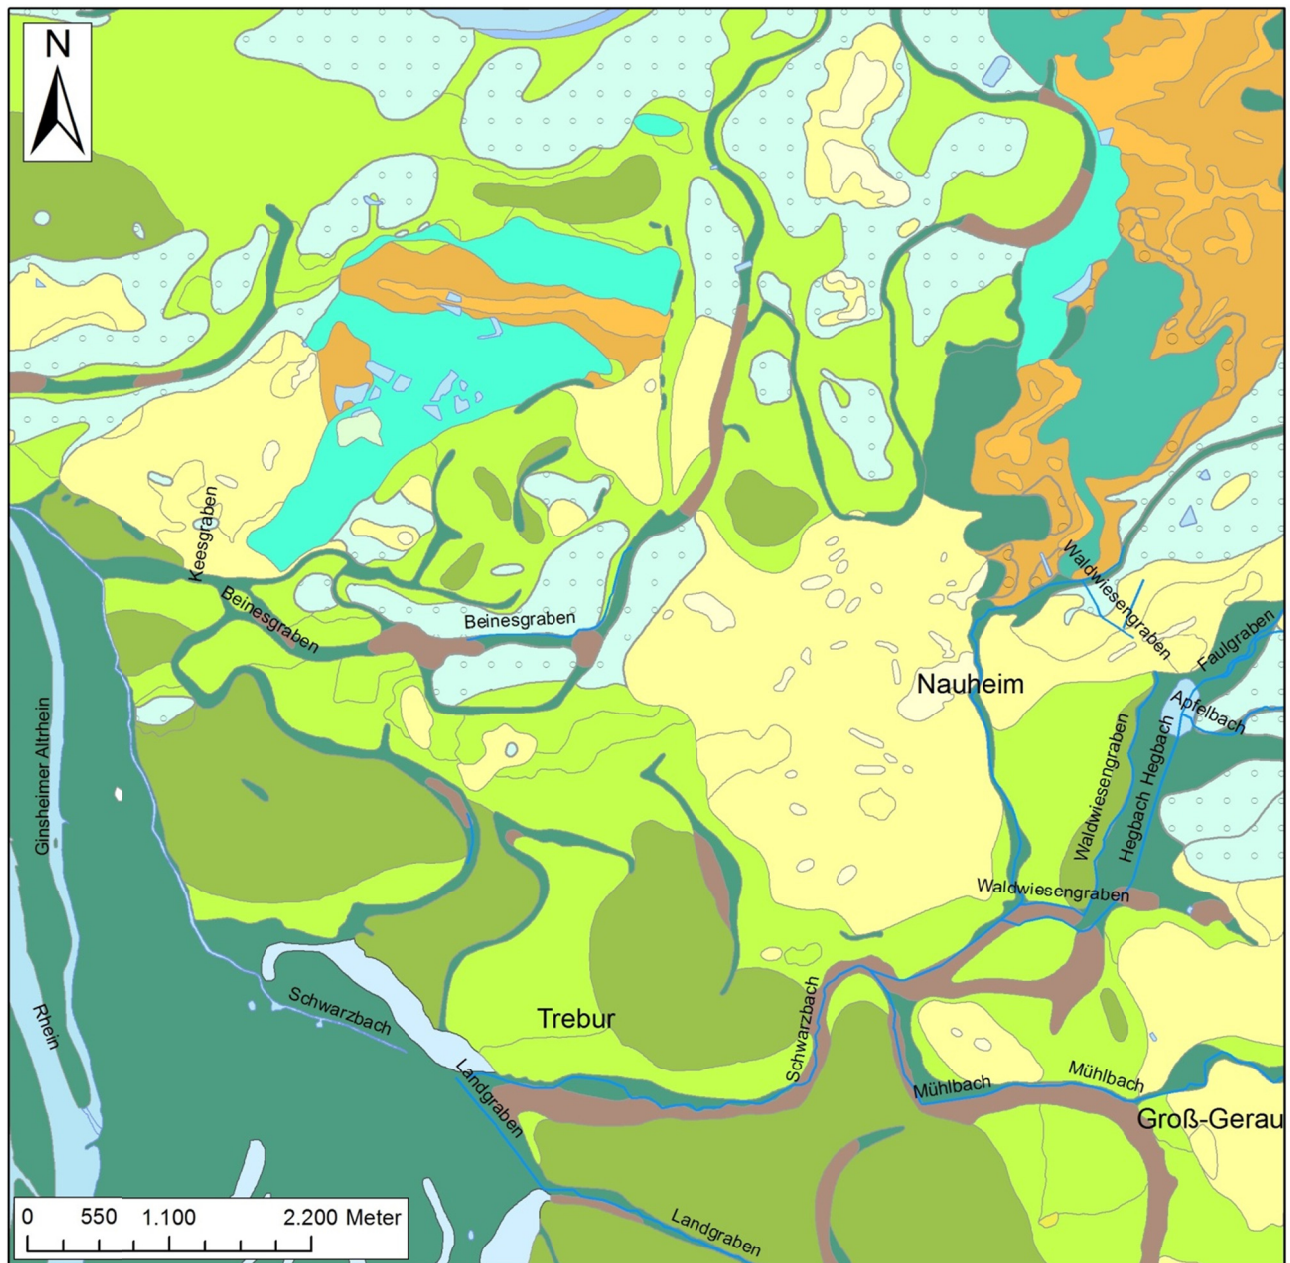 N
Keesgraben
Beinesgraben
Beinesgraben
Waldwiesengraben
Faulgraben
Nauheim
Apfelbach
Ginsheimer Altrhein
Waldwiesengraben
Hegbach Hegbach
Waldwiesengraben
Schwarzbach
Rhein
Trebur
Schwarzbach
Landgraben
Mühlbach
Mühlbach
Groß-Gerau
Landgraben
0 550 1.100 2.200 Meter